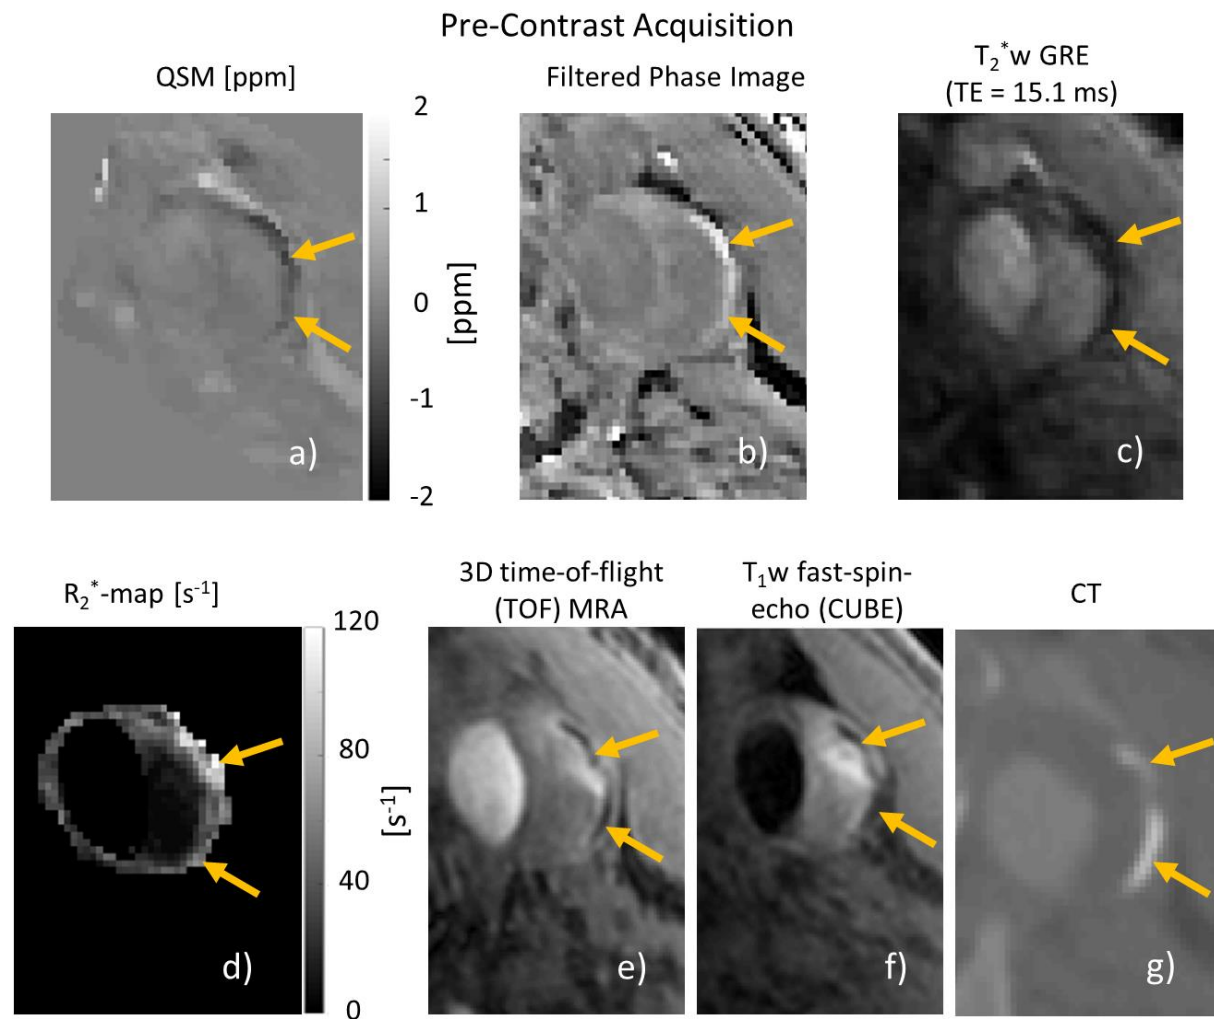 Pre-Contrast Acquisition
QSM [ppm]
Filtered Phase Image
T₂*w GRE
(TE = 15.1 ms)
2
1
0
-1
-2
[ppm]
a)
b)
c)
R₂*-map [s⁻¹]
3D time-of-flight
(TOF) MRA
T₁w fast-spin-
echo (CUBE)
CT
120
80
40
0
[s⁻¹]
d)
e)
f)
g)